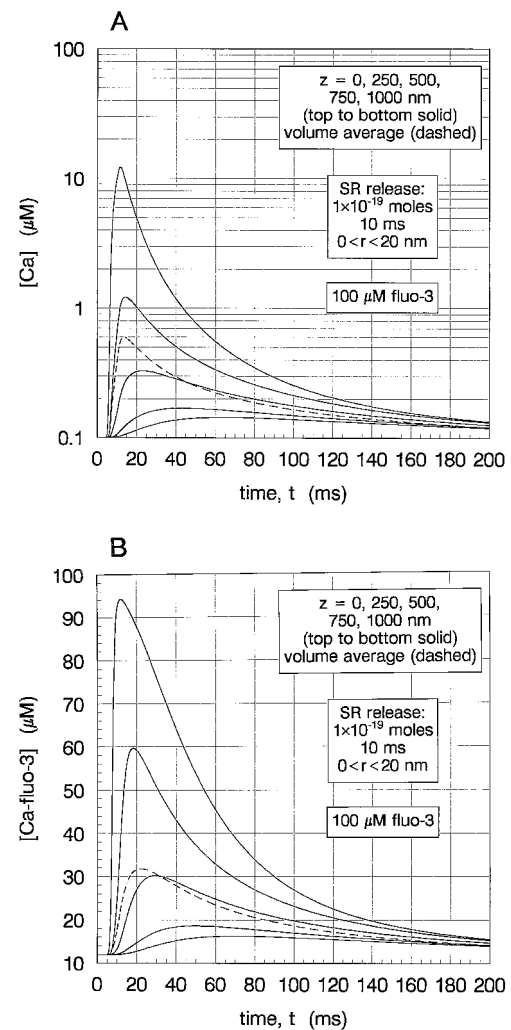 A
100
10
1
0.1
[Ca] (μM)
z = 0, 250, 500,
750, 1000 nm
(top to bottom solid)
volume average (dashed)
SR release:
1×10⁻¹⁹ moles
10 ms
0<r<20 nm
100 μM fluo-3
0 20 40 60 80 100 120 140 160 180 200
time, t (ms)
B
100
90
80
70
60
50
40
30
20
10
[Ca-fluo-3] (μM)
z = 0, 250, 500,
750, 1000 nm
(top to bottom solid)
volume average (dashed)
SR release:
1×10⁻¹⁹ moles
10 ms
0<r<20 nm
100 μM fluo-3
0 20 40 60 80 100 120 140 160 180 200
time, t (ms)